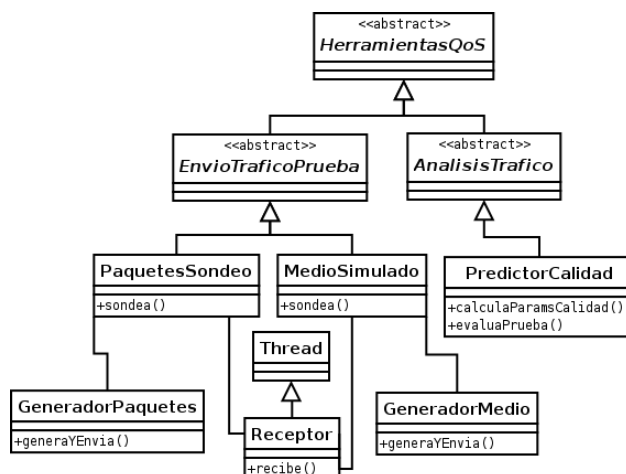 <<abstract>>
HerramientasQoS
<<abstract>>
EnvioTraficoPrueba
<<abstract>>
AnalisisTrafico
PaquetesSondeo
+sondea()
MedioSimulado
+sondea()
PredictorCalidad
+calculaParamsCalidad()
+evaluaPrueba()
Thread
GeneradorPaquetes
+generaYEnvia()
Receptor
+recibe()
GeneradorMedio
+generaYEnvia()